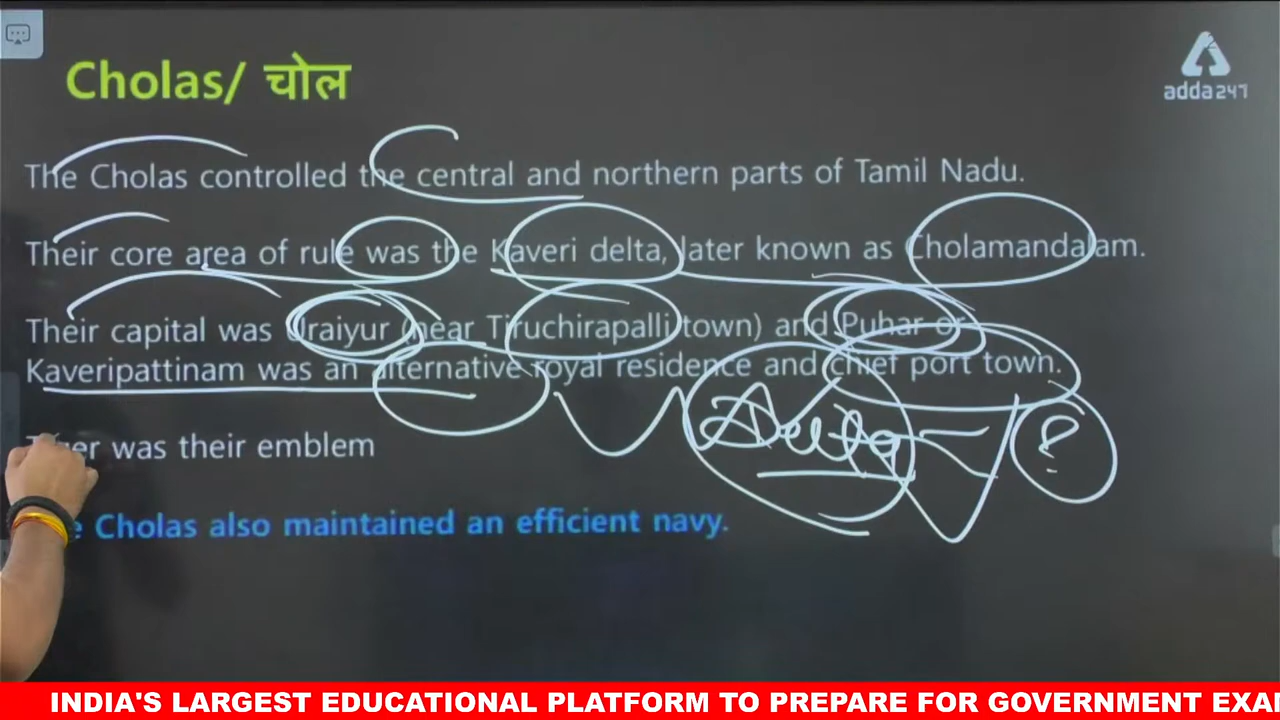 Cholas/ चोल
adda247
The Cholas controlled the central and northern parts of Tamil Nadu.
Their core area of rule was the Kaveri delta, later known as Cholamandalam.
Their capital was Uraiyur (near Tiruchirapalli town) and Puhar or
Kaveripattinam was an alternative royal residence and chief port town.
Delta ?
was their emblem
Cholas also maintained an efficient navy.
INDIA'S LARGEST EDUCATIONAL PLATFORM TO PREPARE FOR GOVERNMENT EXA